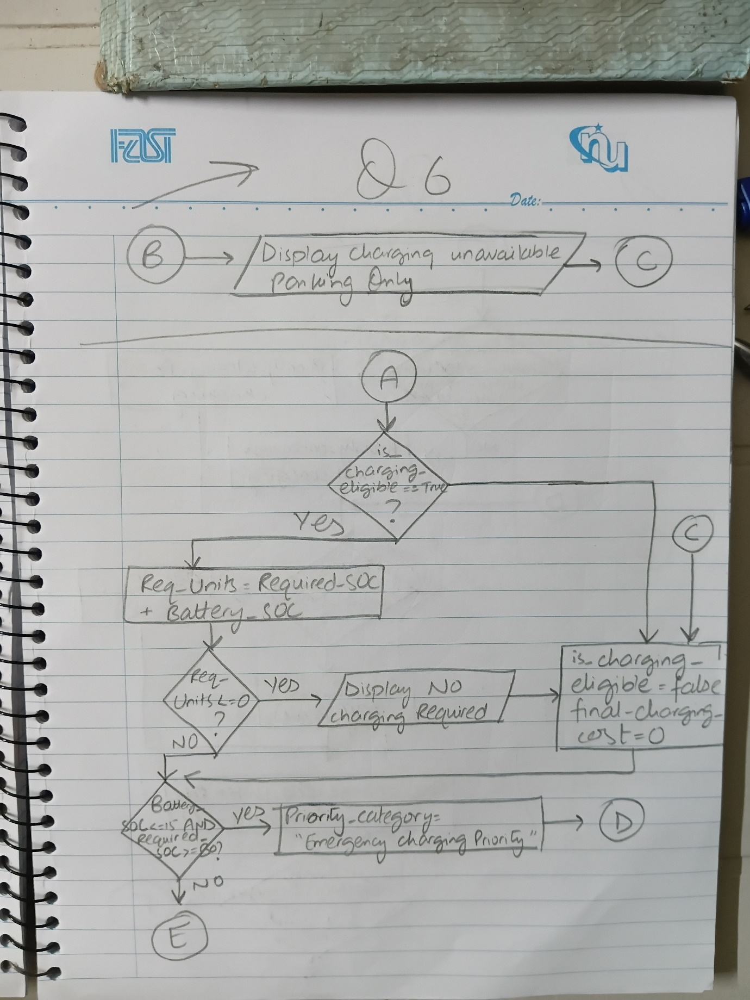 FAST
nu
Q 6
Date:
B
Display charging unavailable
Parking Only
C
A
is_
charging_
eligible == True
?
Yes
C
Req_Units = Required_SOC
+ Battery_SOC
Req_
Units <= 0
?
Yes
Display NO
charging Required
is_charging_
eligible = false
final_charging_
cost = 0
NO
Battery_
SOC <= 15 AND
Required_
SOC >= 80?
Yes
Priority_category=
"Emergency charging Priority"
D
NO
E